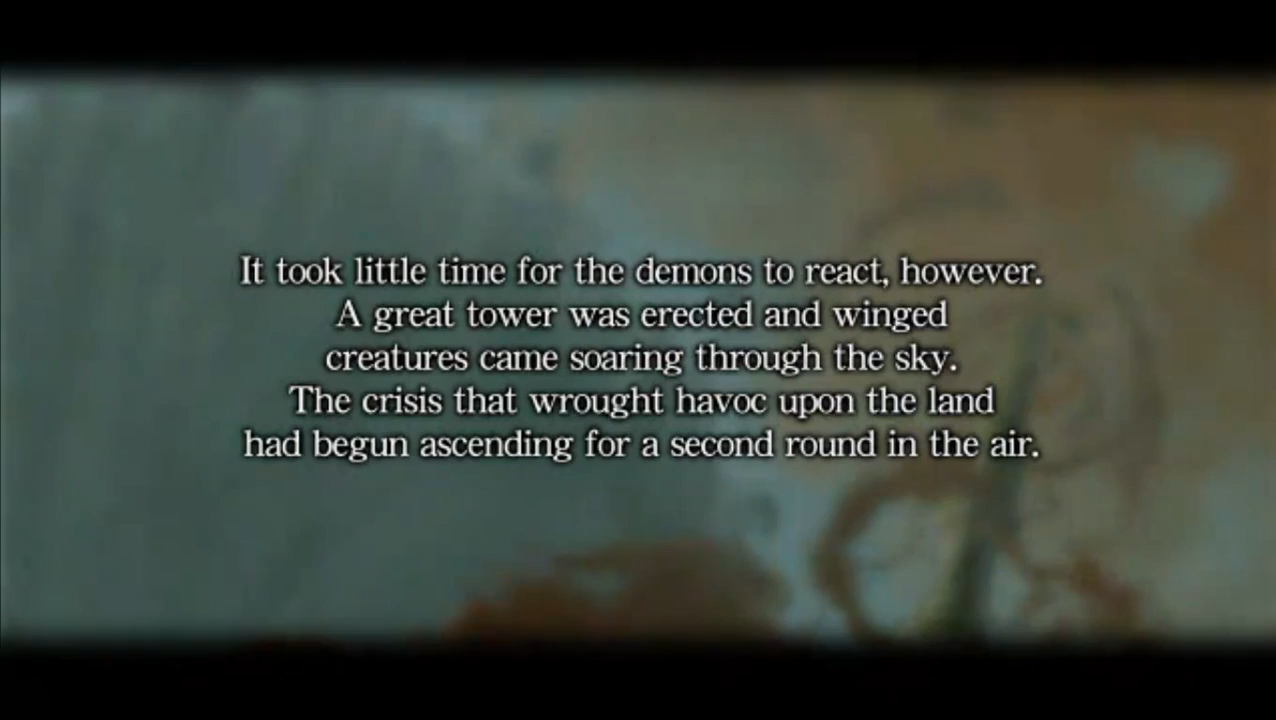 It took little time for the demons to react, however.
A great tower was erected and winged
creatures came soaring through the sky.
The crisis that wrought havoc upon the land
had begun ascending for a second round in the air.